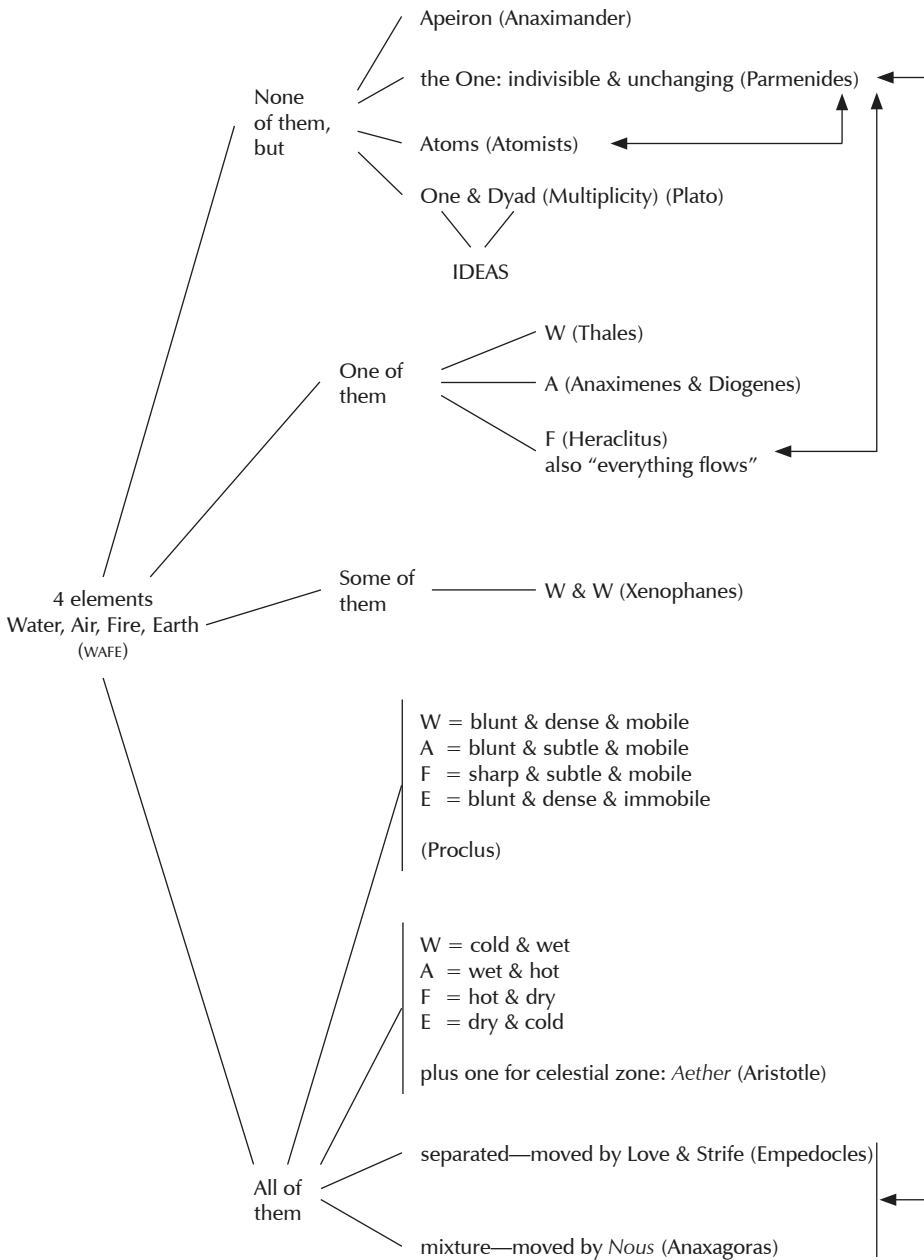 Apeiron (Anaximander)
the One: indivisible & unchanging (Parmenides)
None
of them,
but
Atoms (Atomists)
One & Dyad (Multiplicity) (Plato)
IDEAS
W (Thales)
One of
them
A (Anaximenes & Diogenes)
F (Heraclitus)
also “everything flows”
Some of
them
W & W (Xenophanes)
4 elements
Water, Air, Fire, Earth
(WAFE)
W = blunt & dense & mobile
A = blunt & subtle & mobile
F = sharp & subtle & mobile
E = blunt & dense & immobile
(Proclus)
W = cold & wet
A = wet & hot
F = hot & dry
E = dry & cold
plus one for celestial zone: Aether (Aristotle)
separated—moved by Love & Strife (Empedocles)
All of
them
mixture—moved by Nous (Anaxagoras)